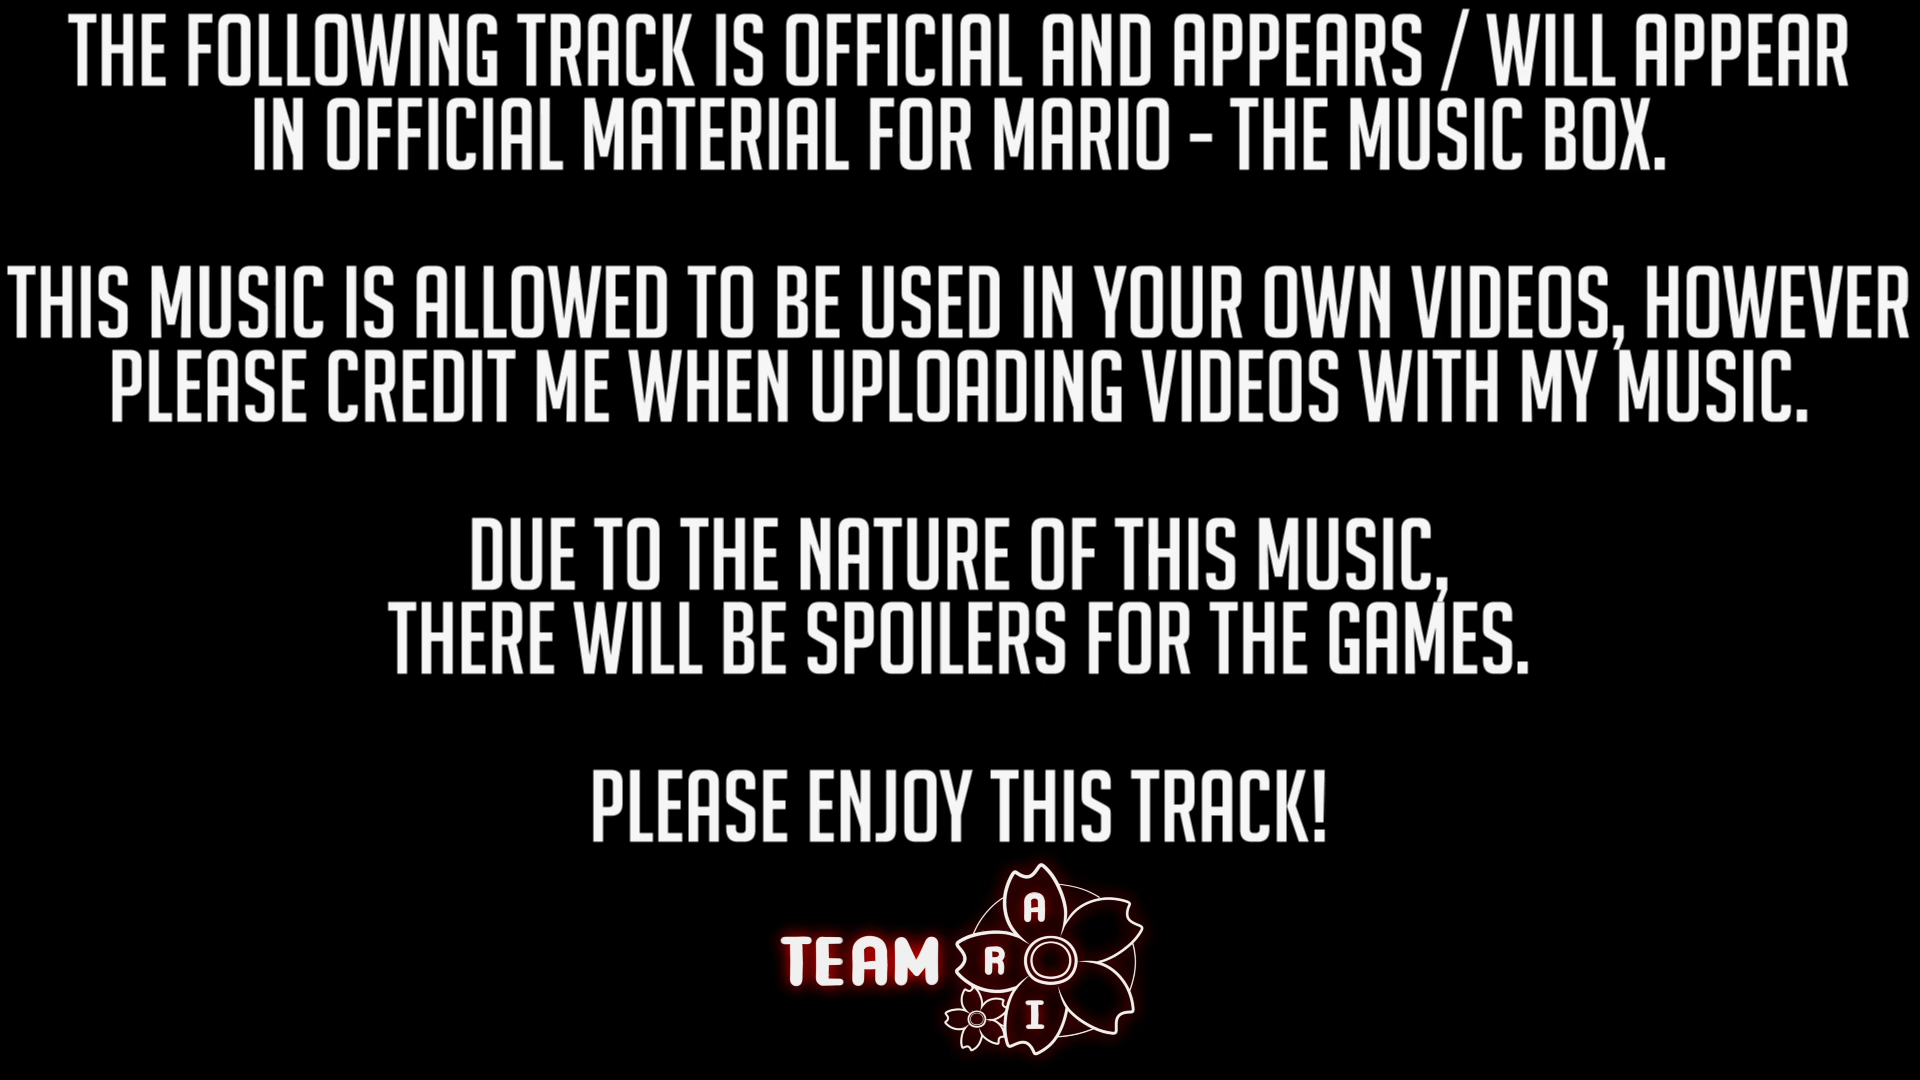 THE FOLLOWING TRACK IS OFFICIAL AND APPEARS / WILL APPEAR
IN OFFICIAL MATERIAL FOR MARIO - THE MUSIC BOX.
THIS MUSIC IS ALLOWED TO BE USED IN YOUR OWN VIDEOS, HOWEVER
PLEASE CREDIT ME WHEN UPLOADING VIDEOS WITH MY MUSIC.
DUE TO THE NATURE OF THIS MUSIC,
THERE WILL BE SPOILERS FOR THE GAMES.
PLEASE ENJOY THIS TRACK!
TEAM
A
R
I